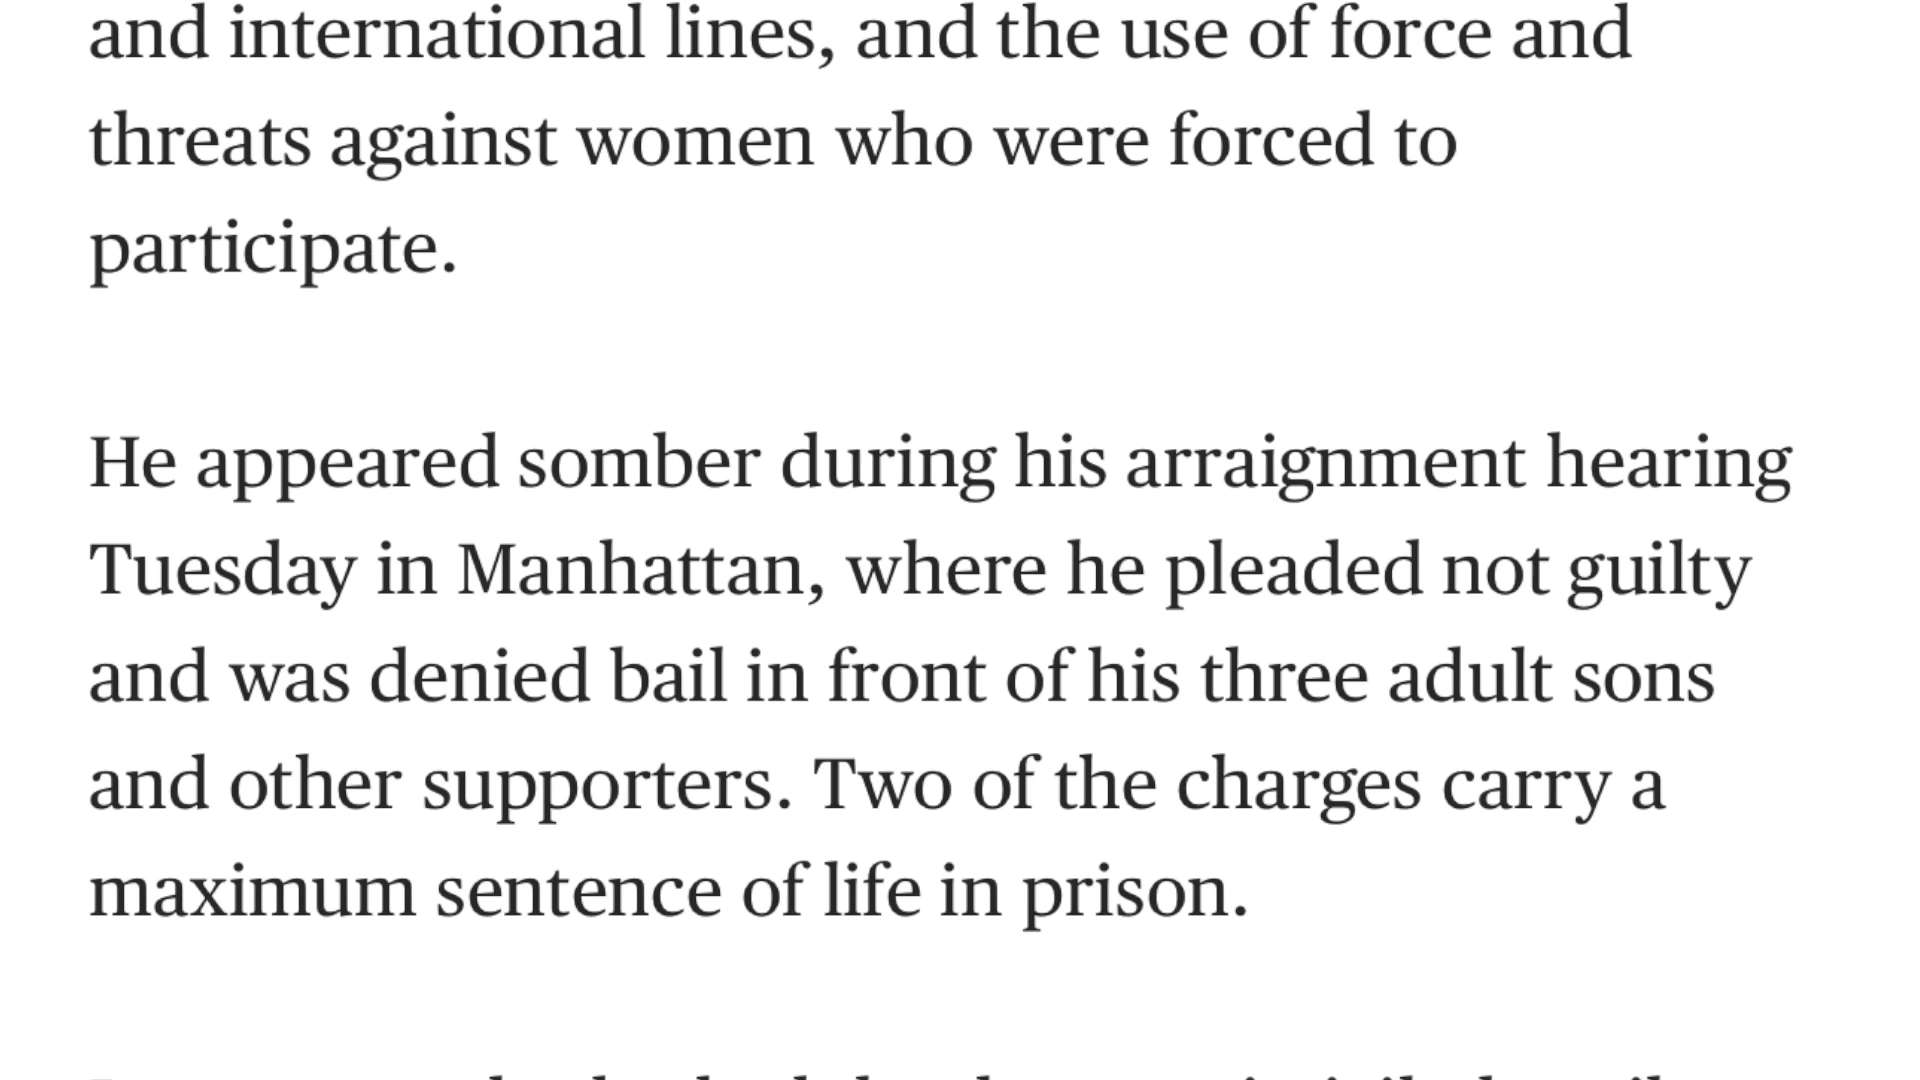 and international lines, and the use of force and
threats against women who were forced to
participate.
He appeared somber during his arraignment hearing
Tuesday in Manhattan, where he pleaded not guilty
and was denied bail in front of his three adult sons
and other supporters. Two of the charges carry a
maximum sentence of life in prison.